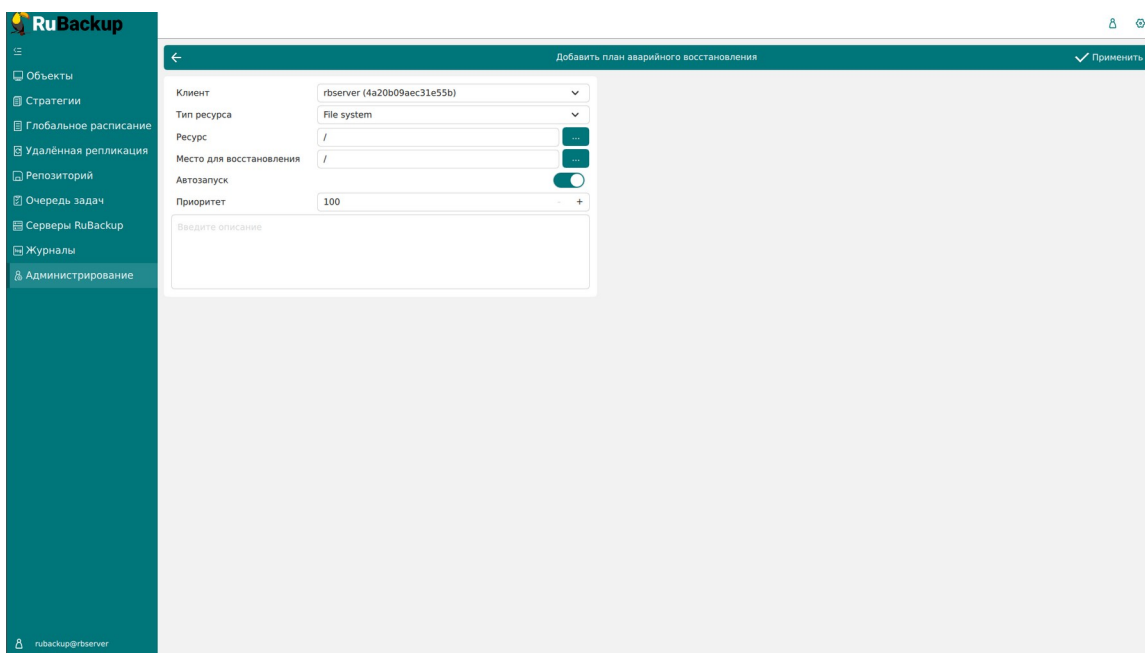 RuBackup
Объекты
Стратегии
Глобальное расписание
Удалённая репликация
Репозиторий
Очередь задач
Серверы RuBackup
Журналы
Администрирование
rubackup@rbserver
Добавить план аварийного восстановления
Применить
Клиент
rbserver (4a20b09aec31e55b)
Тип ресурса
File system
Ресурс
/
...
Место для восстановления
/
...
Автозапуск
Приоритет
100
- +
Введите описание